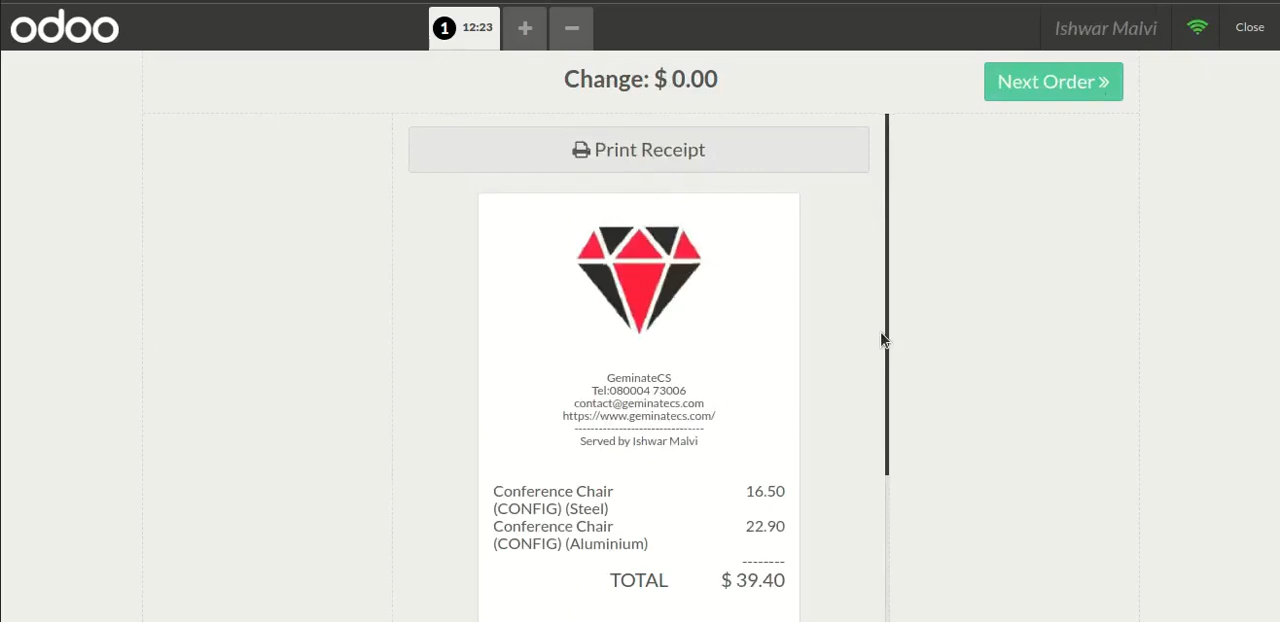 odoo
1 12:23 + − Ishwar Malvi Close
Change: $ 0.00
Next Order »
Print Receipt
GeminateCS
Tel:080004 73006
contact@geminatecs.com
https://www.geminatecs.com/
--------------------------------
Served by Ishwar Malvi
Conference Chair 16.50
(CONFIG) (Steel)
Conference Chair 22.90
(CONFIG) (Aluminium)
--------
TOTAL $ 39.40